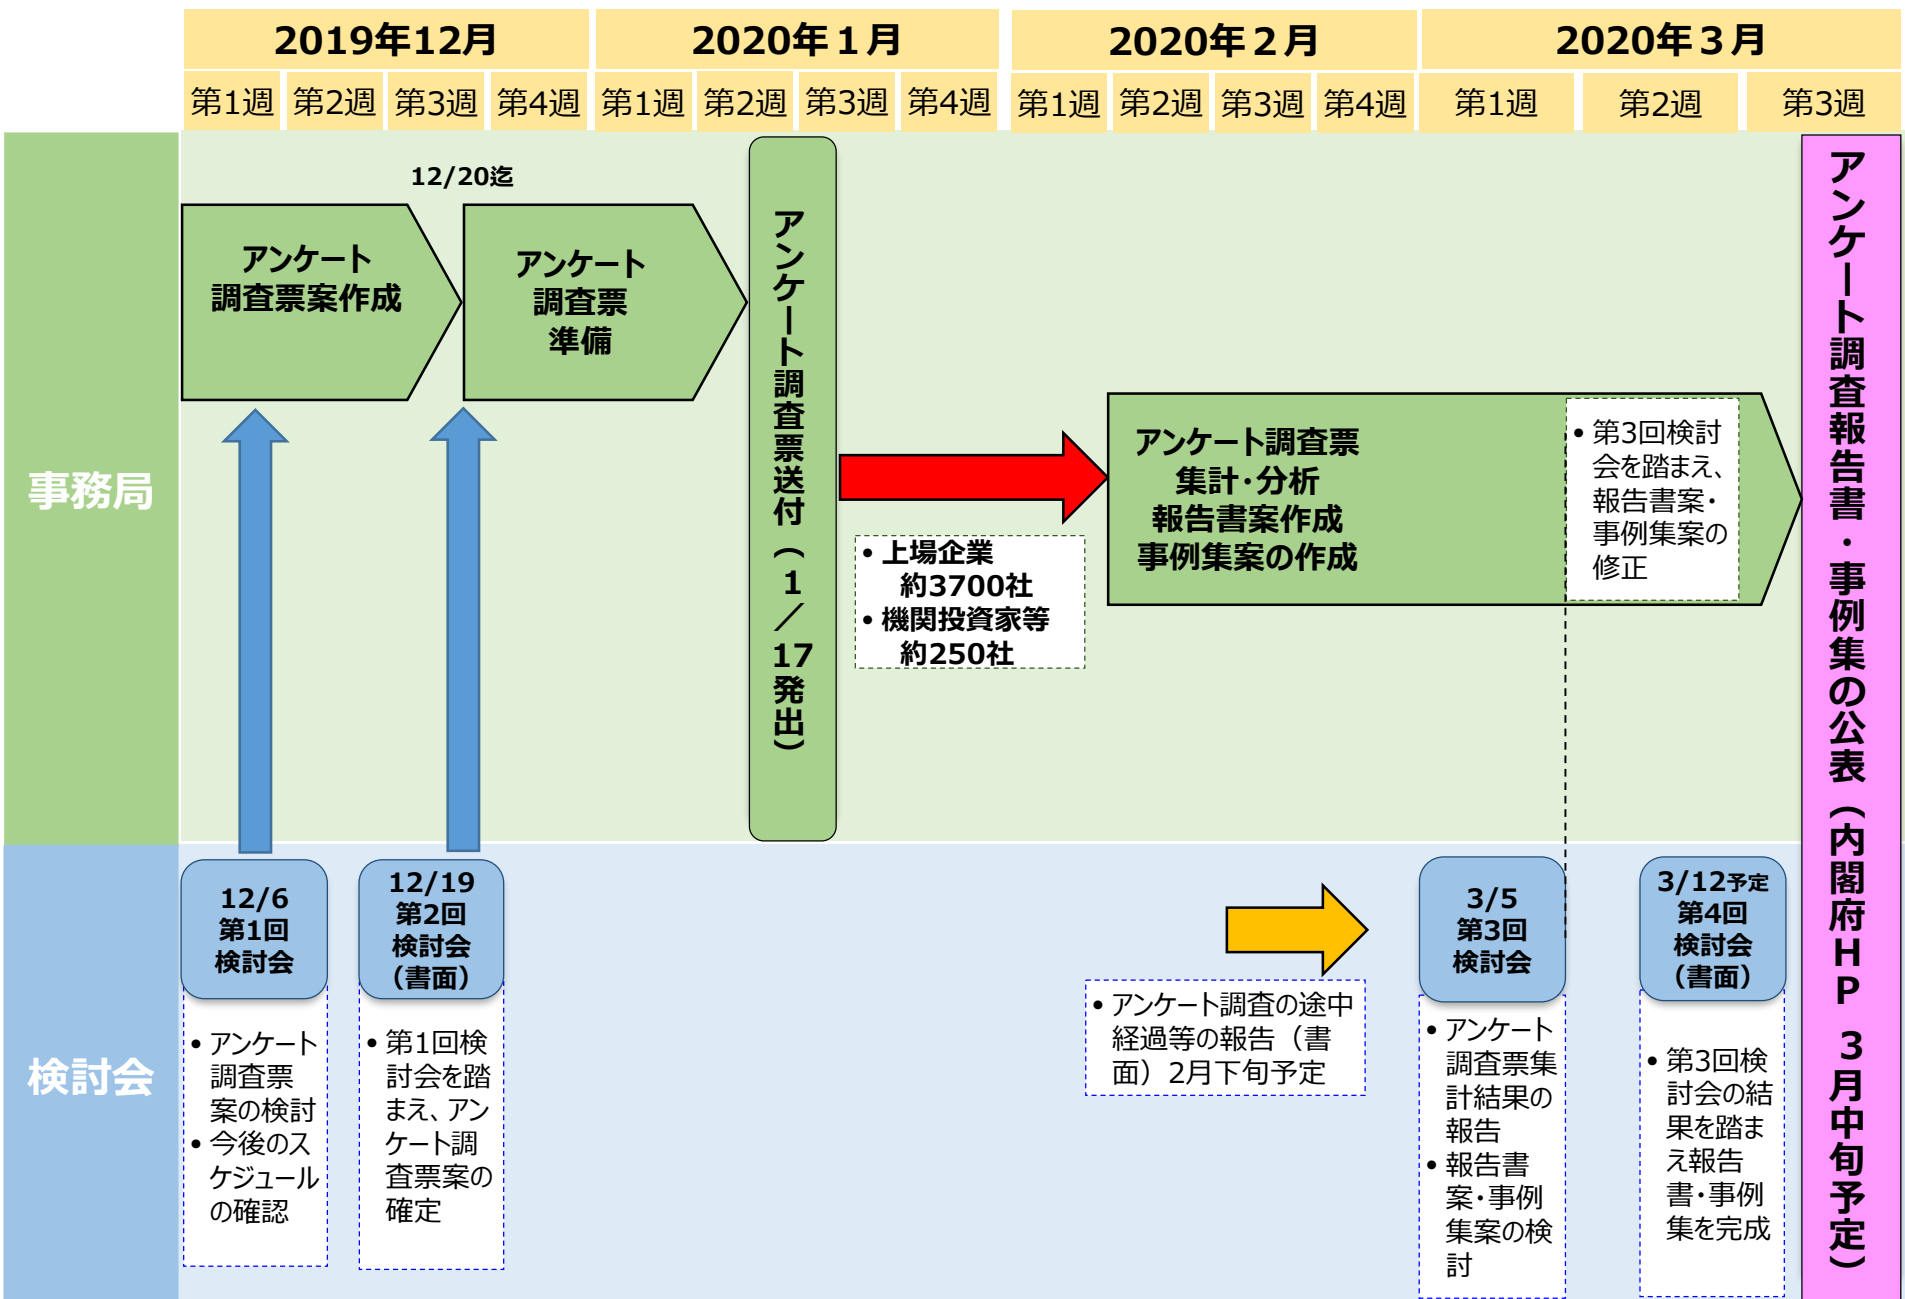 2019年12月
2020年１月
2020年２月
2020年３月
第1週
第2週
第3週
第4週
第1週
第2週
第3週
第4週
第1週
第2週
第3週
第4週
第1週
第2週
第3週
事務局
12/20迄
アンケート
調査票案作成
アンケート
調査票
準備
アンケート調査票送付（１／17発出）
• 上場企業
約3700社
• 機関投資家等
約250社
アンケート調査票
集計・分析
報告書案作成
事例集案の作成
• 第3回検討
会を踏まえ、
報告書案・
事例集案の
修正
アンケート調査報告書・事例集の公表（内閣府ＨＰ　３月中旬予定）
検討会
12/6
第1回
検討会
• アンケート
調査票
案の検討
• 今後のス
ケジュール
の確認
12/19
第2回
検討会
（書面）
• 第1回検
討会を踏
まえ、アン
ケート調
査票案の
確定
• アンケート調査の途中
経過等の報告（書
面）2月下旬予定
3/5
第3回
検討会
• アンケート
調査票集
計結果の
報告
• 報告書
案・事例
集案の検
討
3/12予定
第4回
検討会
（書面）
• 第3回検
討会の結
果を踏ま
え報告
書・事例
集を完成